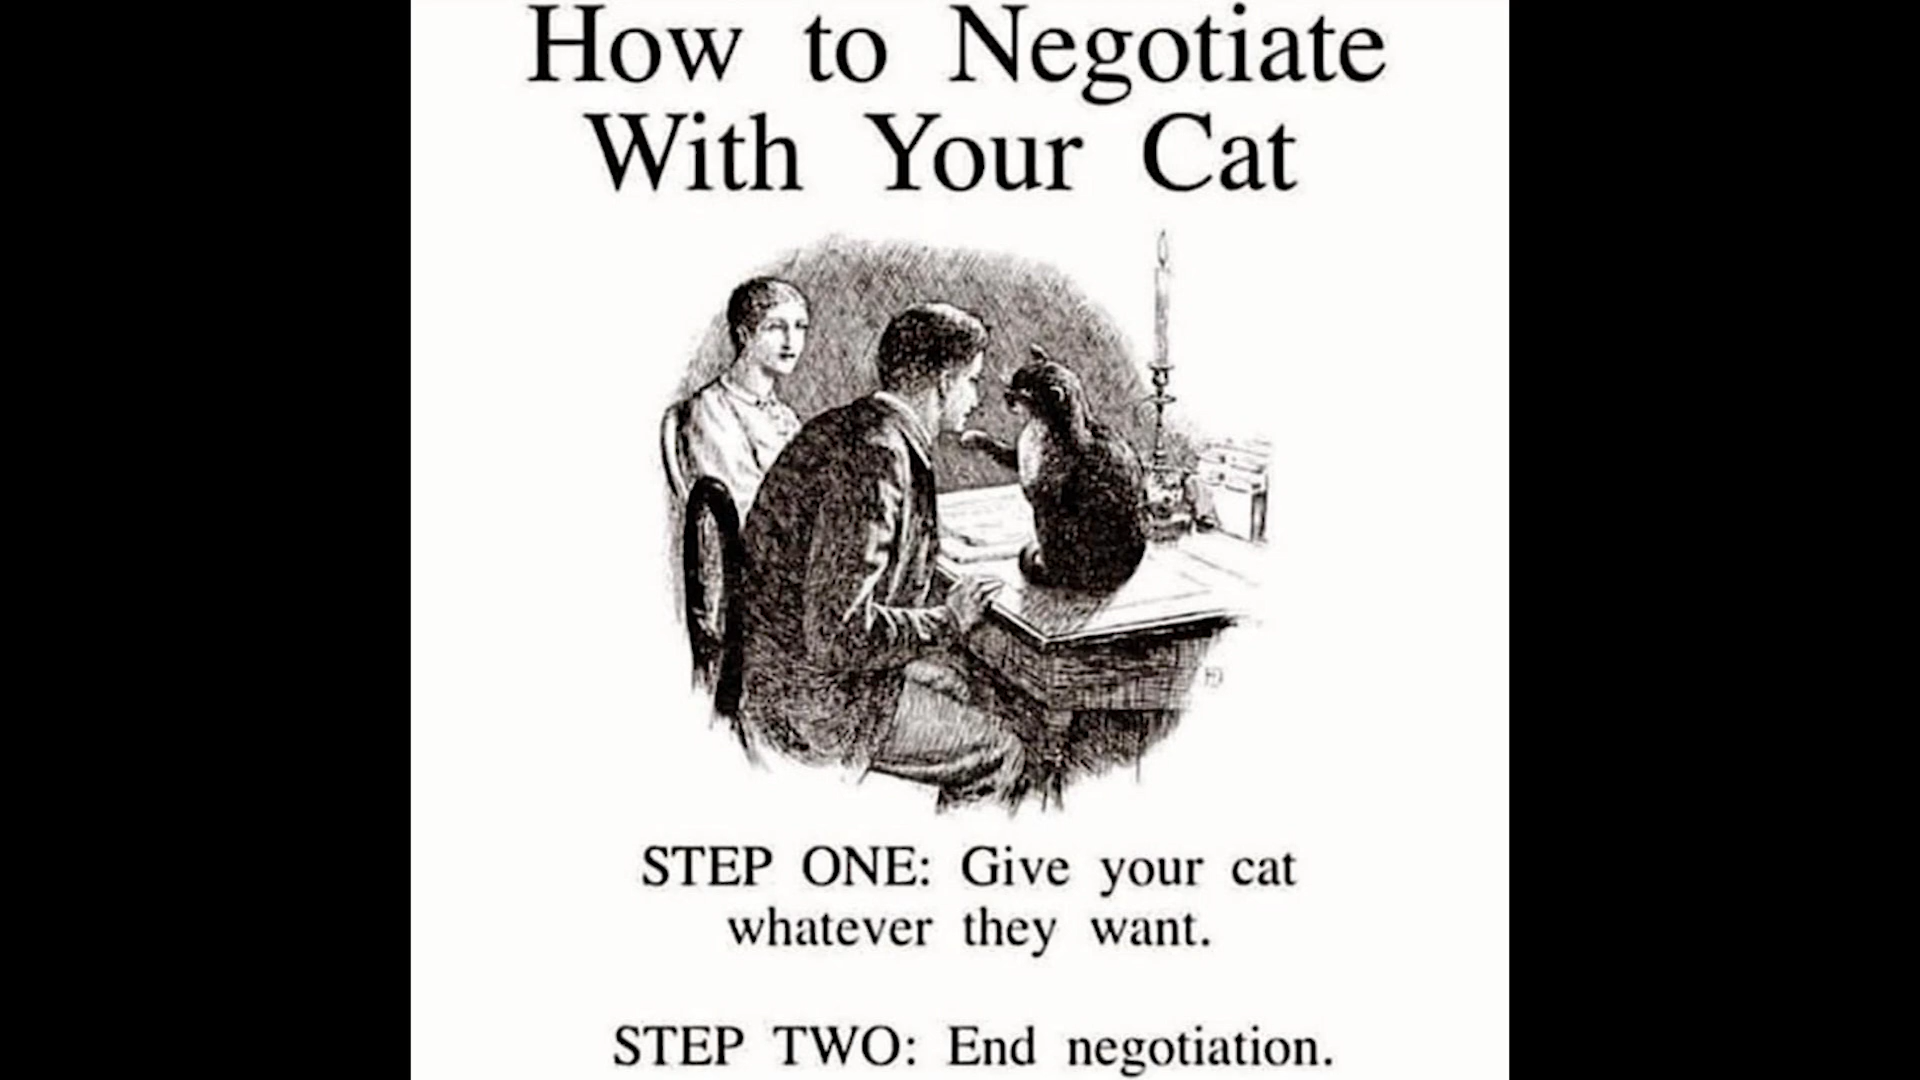 How to Negotiate
With Your Cat
STEP ONE: Give your cat
whatever they want.
STEP TWO: End negotiation.